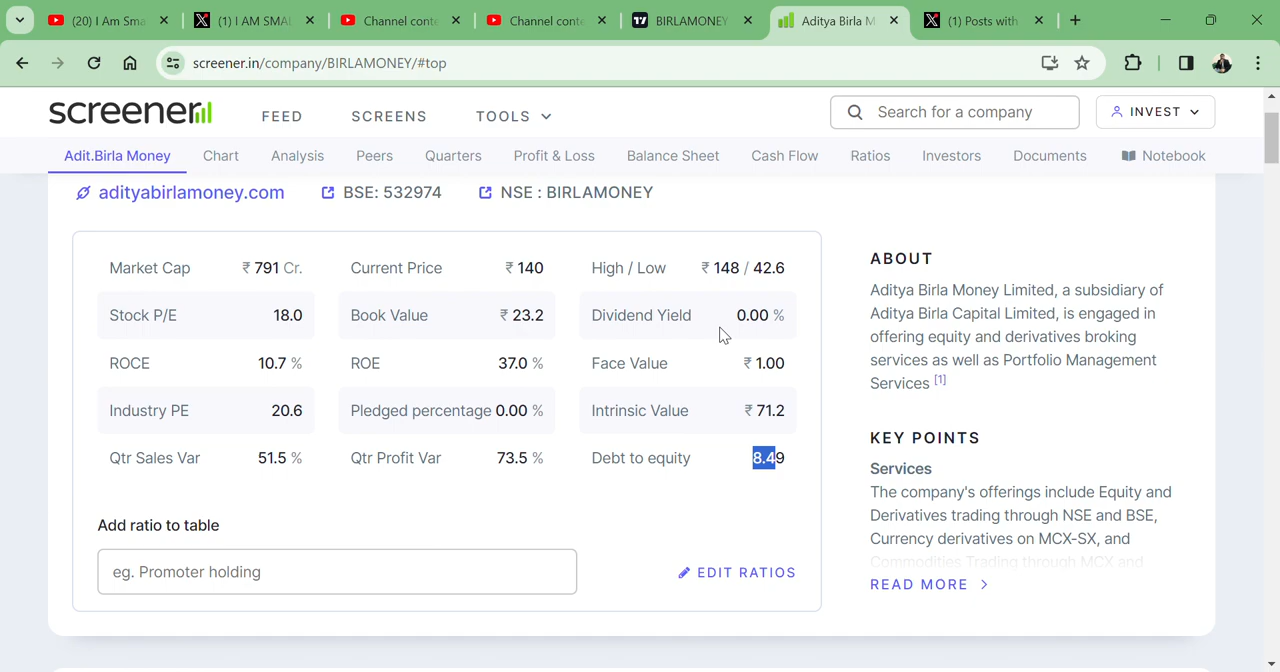 (20) I Am Sma
(1) I AM SMAL
Channel conte
Channel conte
BIRLAMONEY
Aditya Birla M
(1) Posts with
screener.in/company/BIRLAMONEY/#top
screener
FEED
SCREENS
TOOLS
Search for a company
INVEST
Adit.Birla Money
Chart
Analysis
Peers
Quarters
Profit & Loss
Balance Sheet
Cash Flow
Ratios
Investors
Documents
Notebook
adityabirlamoney.com
BSE: 532974
NSE : BIRLAMONEY
Market Cap ₹ 791 Cr.
Current Price ₹ 140
High / Low ₹ 148 / 42.6
Stock P/E 18.0
Book Value ₹ 23.2
Dividend Yield 0.00 %
ROCE 10.7 %
ROE 37.0 %
Face Value ₹ 1.00
Industry PE 20.6
Pledged percentage 0.00 %
Intrinsic Value ₹ 71.2
Qtr Sales Var 51.5 %
Qtr Profit Var 73.5 %
Debt to equity 8.49
Add ratio to table
eg. Promoter holding
EDIT RATIOS
ABOUT
Aditya Birla Money Limited, a subsidiary of
Aditya Birla Capital Limited, is engaged in
offering equity and derivatives broking
services as well as Portfolio Management
Services [1]
KEY POINTS
Services
The company's offerings include Equity and
Derivatives trading through NSE and BSE,
Currency derivatives on MCX-SX, and
Commodities Trading through MCX and
READ MORE